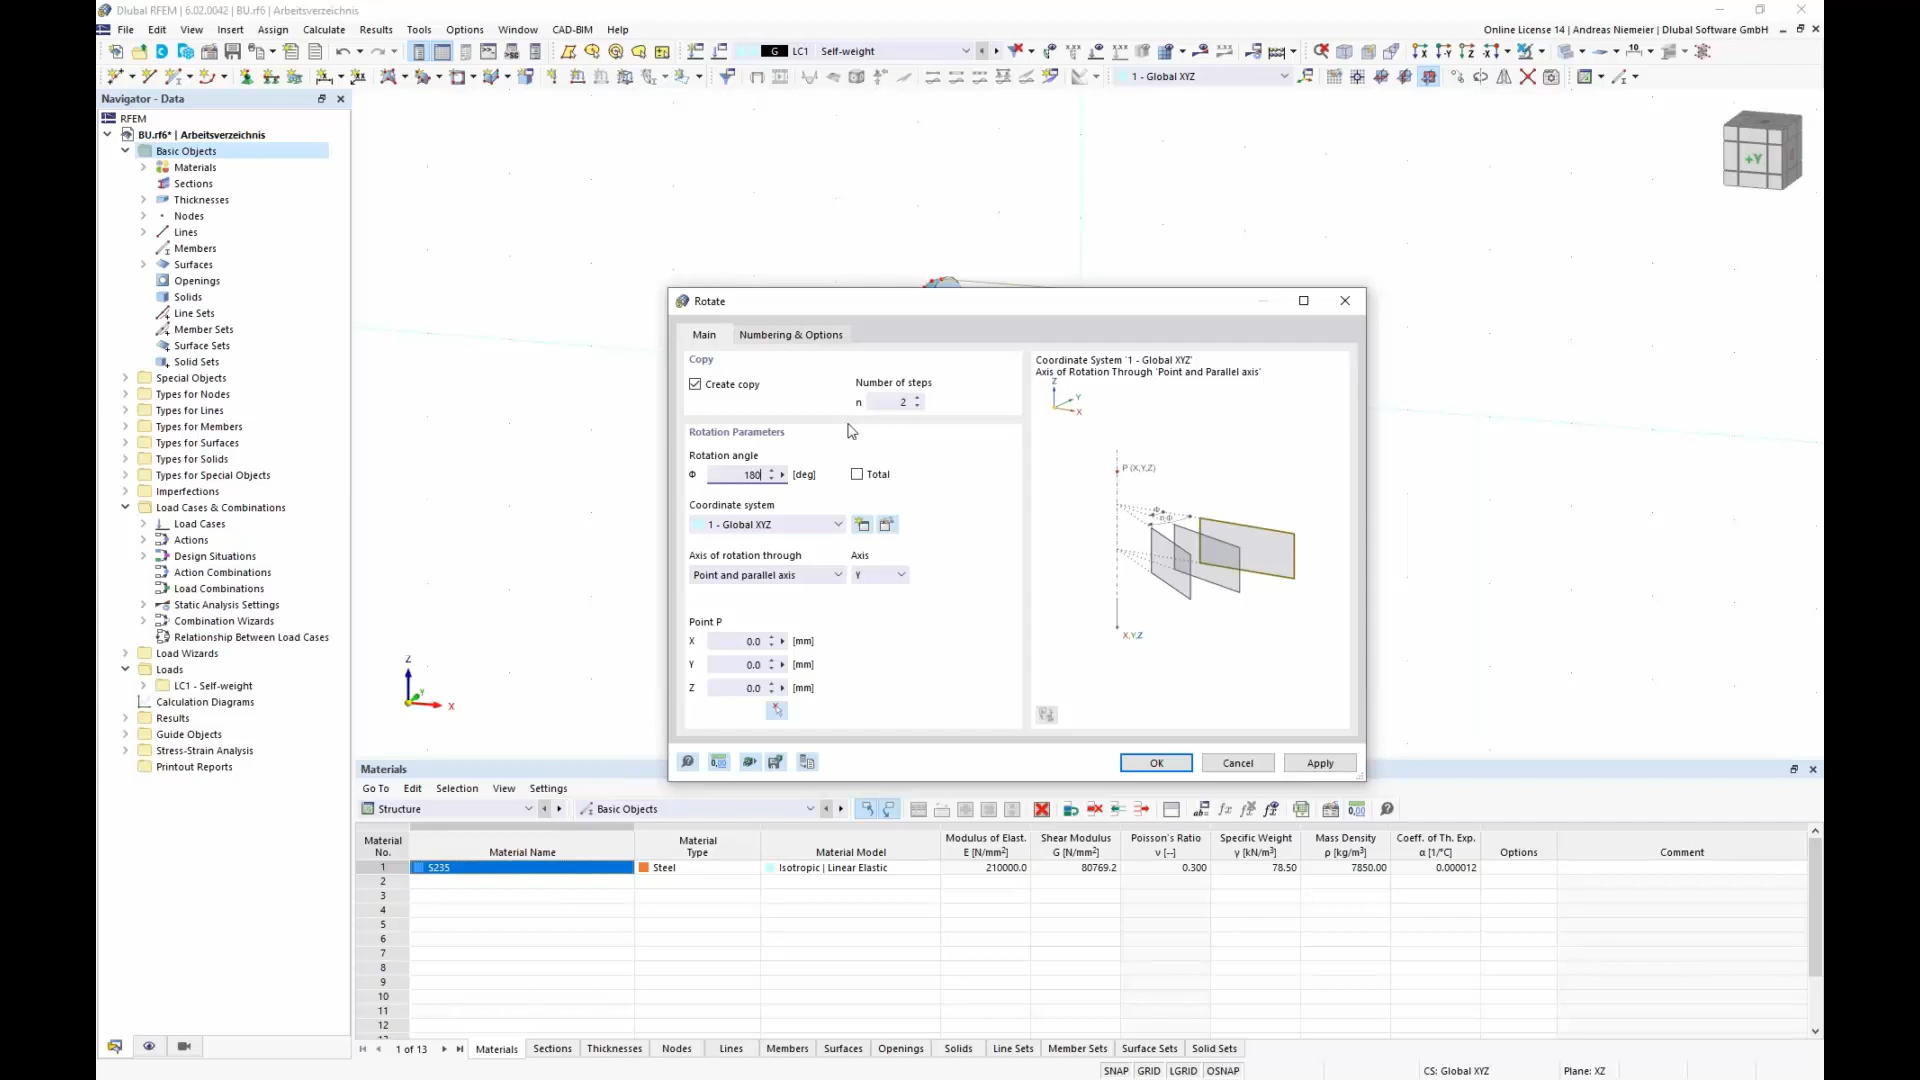 Dlubal RFEM | 6.02.0042 | BU.rf6 | Arbeitsverzeichnis
File Edit View Insert Assign Calculate Results Tools Options Window CAD-BIM Help
Online License 14 | Andreas Niemeier | Dlubal Software GmbH
G LC1 Self-weight
1 - Global XYZ
Navigator - Data
RFEM
BU.rf6* | Arbeitsverzeichnis
Basic Objects
Materials
Sections
Thicknesses
Nodes
Lines
Members
Surfaces
Openings
Solids
Line Sets
Member Sets
Surface Sets
Solid Sets
Special Objects
Types for Nodes
Types for Lines
Types for Members
Types for Surfaces
Types for Solids
Types for Special Objects
Imperfections
Load Cases & Combinations
Load Cases
Actions
Design Situations
Action Combinations
Load Combinations
Static Analysis Settings
Combination Wizards
Relationship Between Load Cases
Load Wizards
Loads
LC1 - Self-weight
Calculation Diagrams
Results
Guide Objects
Stress-Strain Analysis
Printout Reports
+Y
Z
Y
X
Rotate
Main Numbering & Options
Copy
Create copy
Number of steps
n 2
Rotation Parameters
Rotation angle
Φ 180 [deg] Total
Coordinate system
1 - Global XYZ
Axis of rotation through Axis
Point and parallel axis Y
Point P
X 0.0 [mm]
Y 0.0 [mm]
Z 0.0 [mm]
Coordinate System '1 - Global XYZ'
Axis of Rotation Through 'Point and Parallel axis'
Z
Y
X
P (X,Y,Z)
Φ
n·Φ
X,Y,Z
OK Cancel Apply
Materials
Go To Edit Selection View Settings
Structure Basic Objects
Material No. Material Name Material Type Material Model Modulus of Elast. E [N/mm²] Shear Modulus G [N/mm²] Poisson's Ratio ν [--] Specific Weight γ [kN/m³] Mass Density ρ [kg/m³] Coeff. of Th. Exp. α [1/°C] Options Comment
1 S235 Steel Isotropic | Linear Elastic 210000.0 80769.2 0.300 78.50 7850.00 0.000012
2
3
4
5
6
7
8
9
10
11
12
1 of 13 Materials Sections Thicknesses Nodes Lines Members Surfaces Openings Solids Line Sets Member Sets Surface Sets Solid Sets
SNAP GRID LGRID OSNAP CS: Global XYZ Plane: XZ